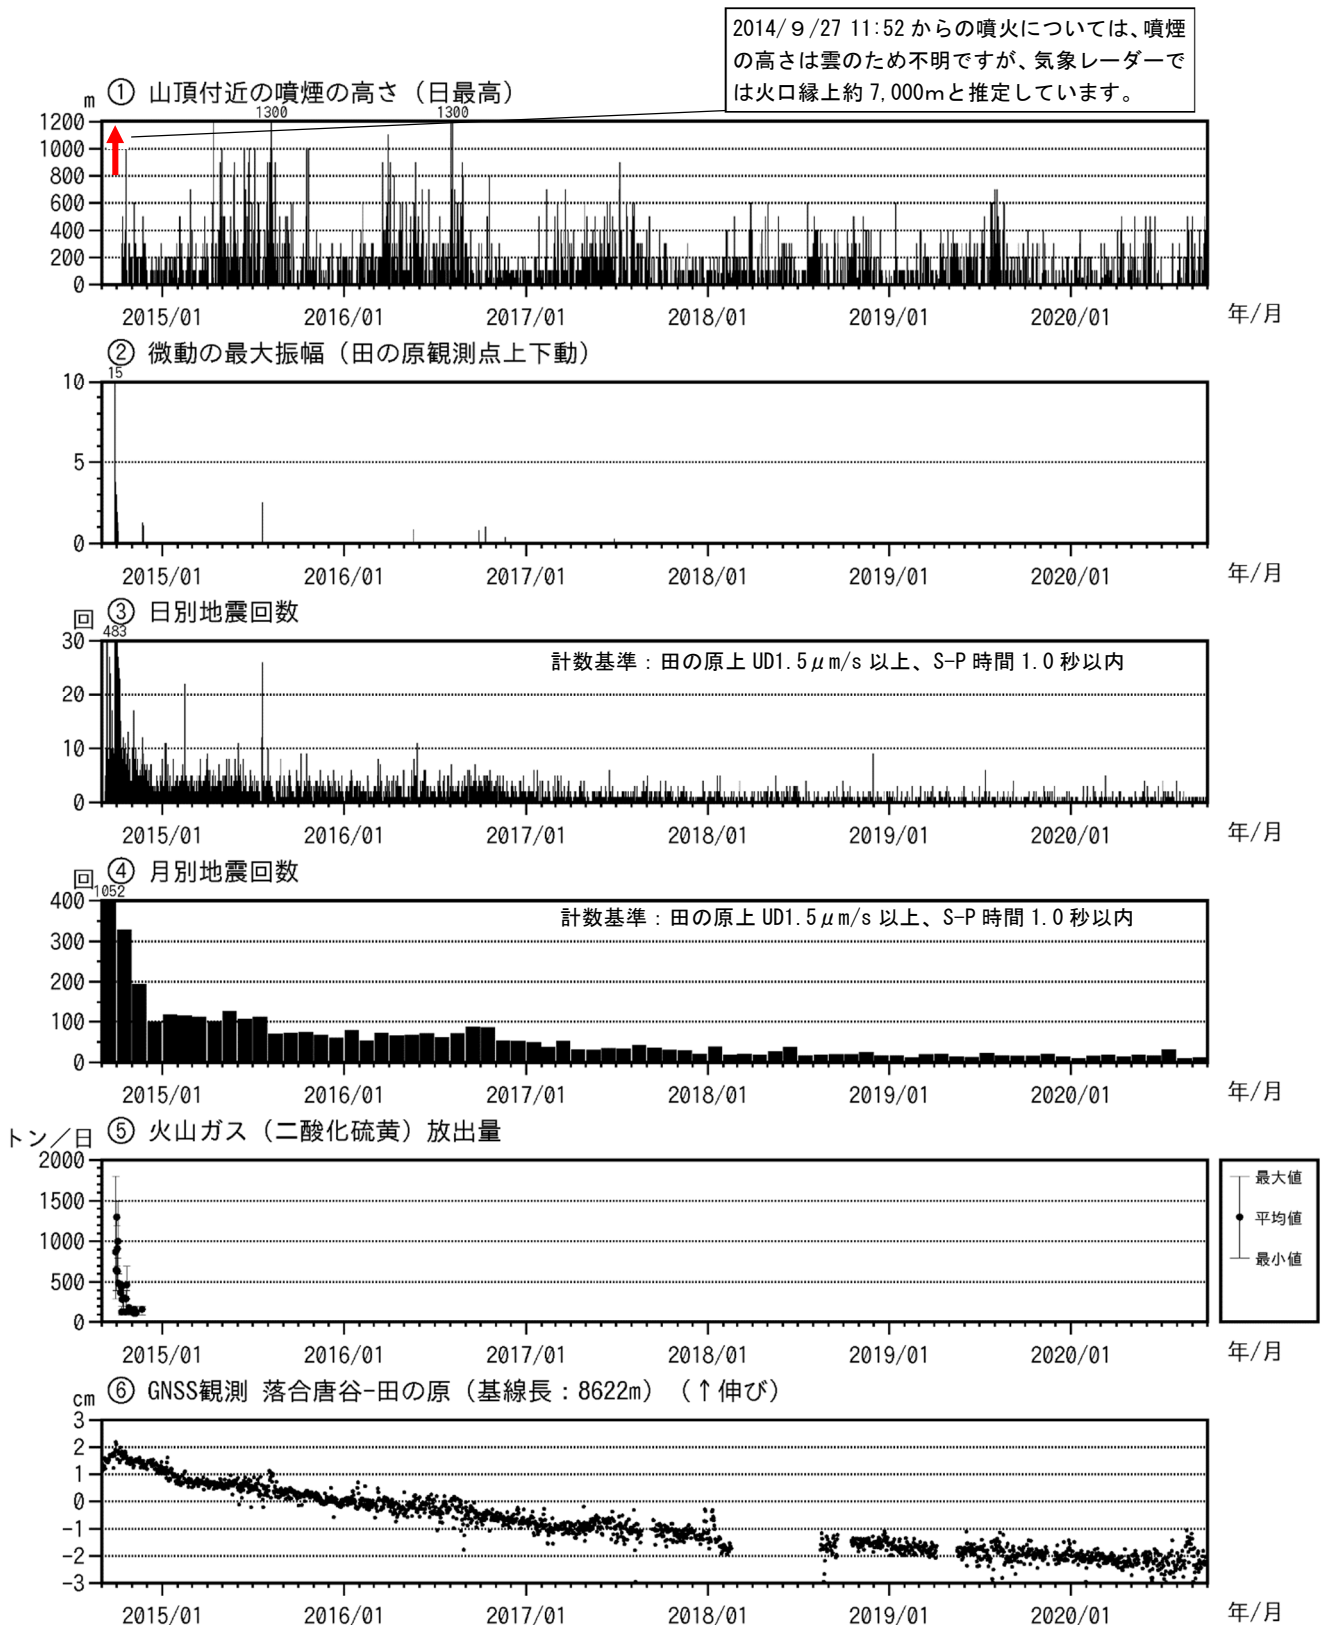 2014/９/27 11:52 からの噴火については、噴煙
の高さは雲のため不明ですが、気象レーダーで
は火口縁上約 7,000mと推定しています。
m ① 山頂付近の噴煙の高さ（日最高）
1300 1300
1200
1000
800
600
400
200
0
2015/01 2016/01 2017/01 2018/01 2019/01 2020/01 年/月
② 微動の最大振幅（田の原観測点上下動）
15
10
5
0
2015/01 2016/01 2017/01 2018/01 2019/01 2020/01 年/月
回 ③ 日別地震回数
483
30
計数基準：田の原上 UD1.5μm/s 以上、S-P 時間 1.0 秒以内
20
10
0
2015/01 2016/01 2017/01 2018/01 2019/01 2020/01 年/月
回 ④ 月別地震回数
1052
400
計数基準：田の原上 UD1.5μm/s 以上、S-P 時間 1.0 秒以内
300
200
100
0
2015/01 2016/01 2017/01 2018/01 2019/01 2020/01 年/月
トン／日 ⑤ 火山ガス（二酸化硫黄）放出量
2000
1500
1000
500
0
最大値
平均値
最小値
2015/01 2016/01 2017/01 2018/01 2019/01 2020/01 年/月
cm ⑥ GNSS観測 落合唐谷-田の原（基線長：8622m）（↑伸び）
3
2
1
0
-1
-2
-3
2015/01 2016/01 2017/01 2018/01 2019/01 2020/01 年/月